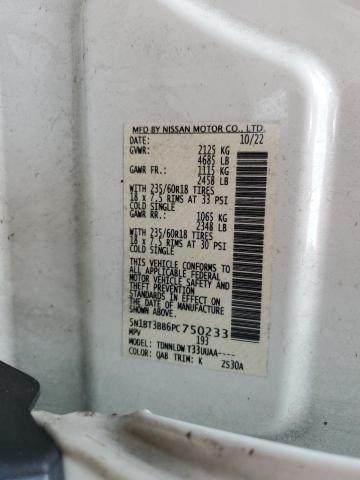 MFD BY NISSAN MOTOR CO., LTD.
DATE: 10/22
GVWR: 2125 KG
4685 LB
GAWR FR.: 1115 KG
2458 LB
WITH 235/60R18 TIRES
18 x 7.5 RIMS AT 33 PSI
COLD SINGLE
GAWR RR.: 1065 KG
2348 LB
WITH 235/60R18 TIRES
18 x 7.5 RIMS AT 30 PSI
COLD SINGLE
THIS VEHICLE CONFORMS TO ALL
APPLICABLE FEDERAL
MOTOR VEHICLE SAFETY
AND THEFT PREVENTION
STANDARDS IN EFFECT ON THE
DATE OF MANUFACTURE
SHOWN ABOVE.
5N1BT3BB6PC750233
MPV 193
MODEL: TDNNLDW T33UUAA----
COLOR: QAB TRIM: K ZS30A